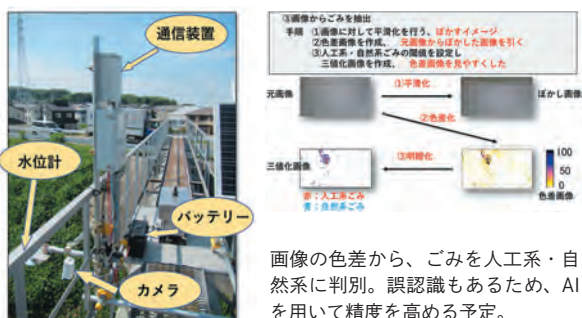 通信装置
水位計
バッテリー
カメラ
③画像からごみを抽出
手順 ①画像に対して平滑化を行う、ぼかすイメージ
②色差画像を作成、 元画像からぼかした画像を引く
③人工系・自然系ごみの閾値を設定し
三値化画像を作成、 色差画像を見やすくした
元画像
①平滑化
ぼかし画像
②色差化
三値化画像
③明瞭化
100
50
0
色差画像
赤：人工系ごみ
青：自然系ごみ
画像の色差から、ごみを人工系・自
然系に判別。誤認識もあるため、AI
を用いて精度を高める予定。